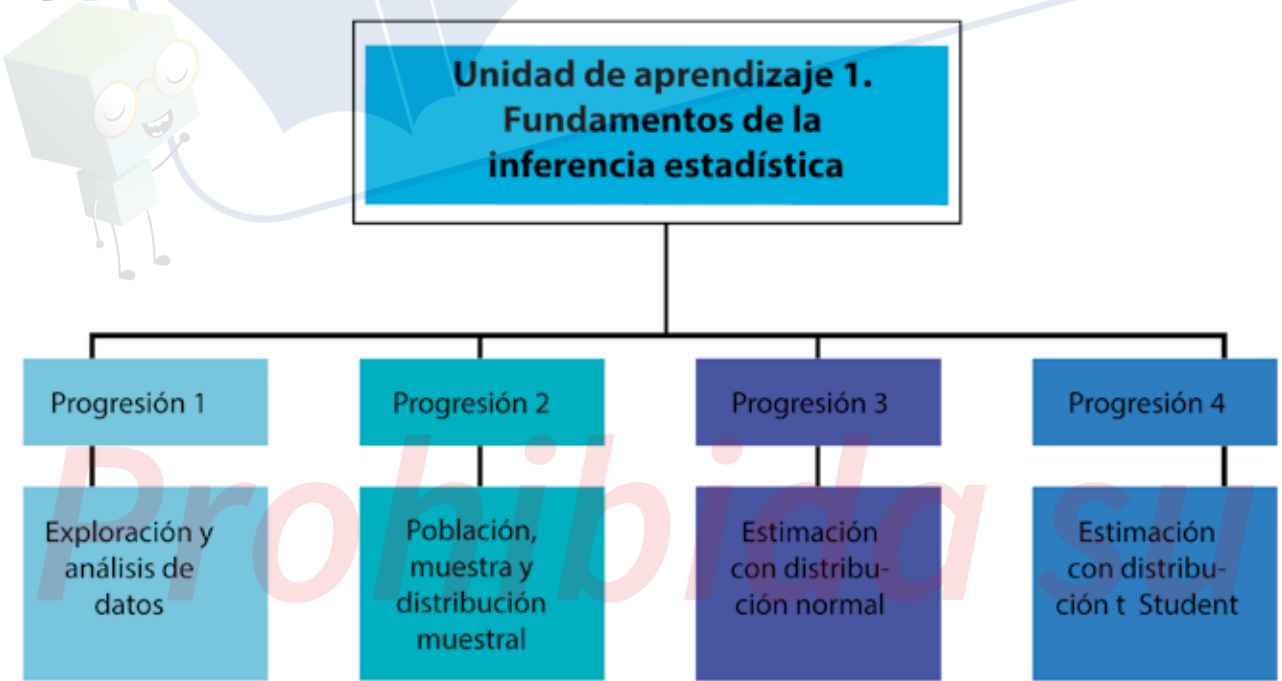 Unidad de aprendizaje 1.
Fundamentos de la
inferencia estadística
Progresión 1
Progresión 2
Progresión 3
Progresión 4
Exploración y
análisis de
datos
Población,
muestra y
distribución
muestral
Estimación
con distribu-
ción normal
Estimación
con distribu-
ción t Student
Prohibida su